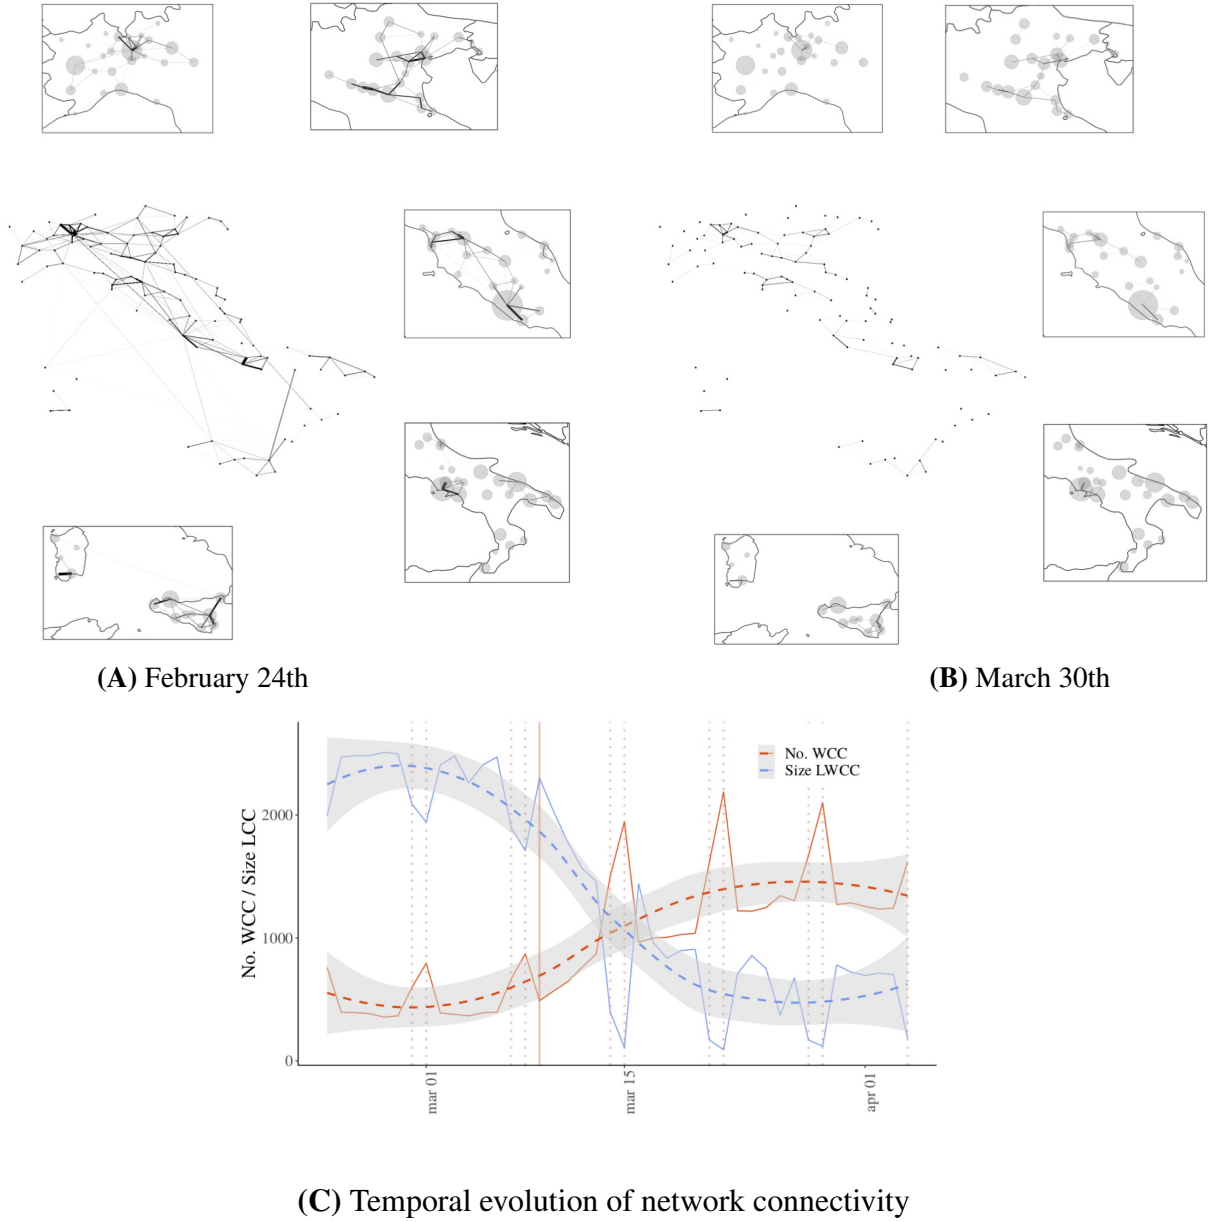 (A) February 24th
(B) March 30th
No. WCC / Size LCC
2000
1000
0
No. WCC
Size LWCC
mar 01
mar 15
apr 01
(C) Temporal evolution of network connectivity